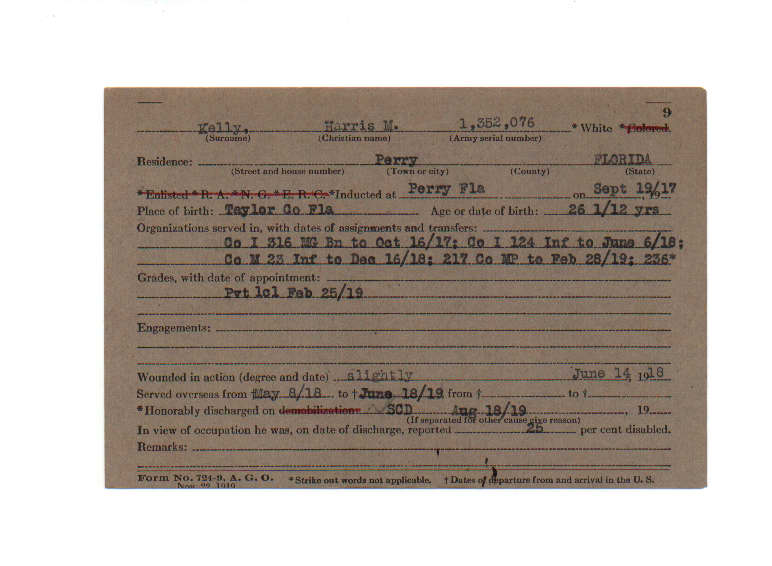 9
Kelly, Harris M. 1,352,076 * White * Colored.
(Surname) (Christian name) (Army serial number)
Residence: Perry FLORIDA
(Street and house number) (Town or city) (County) (State)
* Enlisted * R. A. * N. G. * E. R. C. *Inducted at Perry Fla on Sept 19/17, 19
Place of birth: Taylor Co Fla Age or date of birth: 26 1/12 yrs
Organizations served in, with dates of assignments and transfers:
Co I 316 MG Bn to Oct 16/17; Co I 124 Inf to June 6/18;
Co M 23 Inf to Dec 16/18; 217 Co MP to Feb 28/19; 236*
Grades, with date of appointment:
Pvt 1cl Feb 25/19
Engagements:
Wounded in action (degree and date) slightly June 14, 1918
Served overseas from †May 8/18 to †June 18/19 from † to †
*Honorably discharged on demobilization SCD Aug 18/19, 19
(If separated for other cause give reason)
In view of occupation he was, on date of discharge, reported 25 per cent disabled.
Remarks:
Form No. 724-9, A. G. O. *Strike out words not applicable. † Dates of departure from and arrival in the U. S.
Nov. 22, 1919